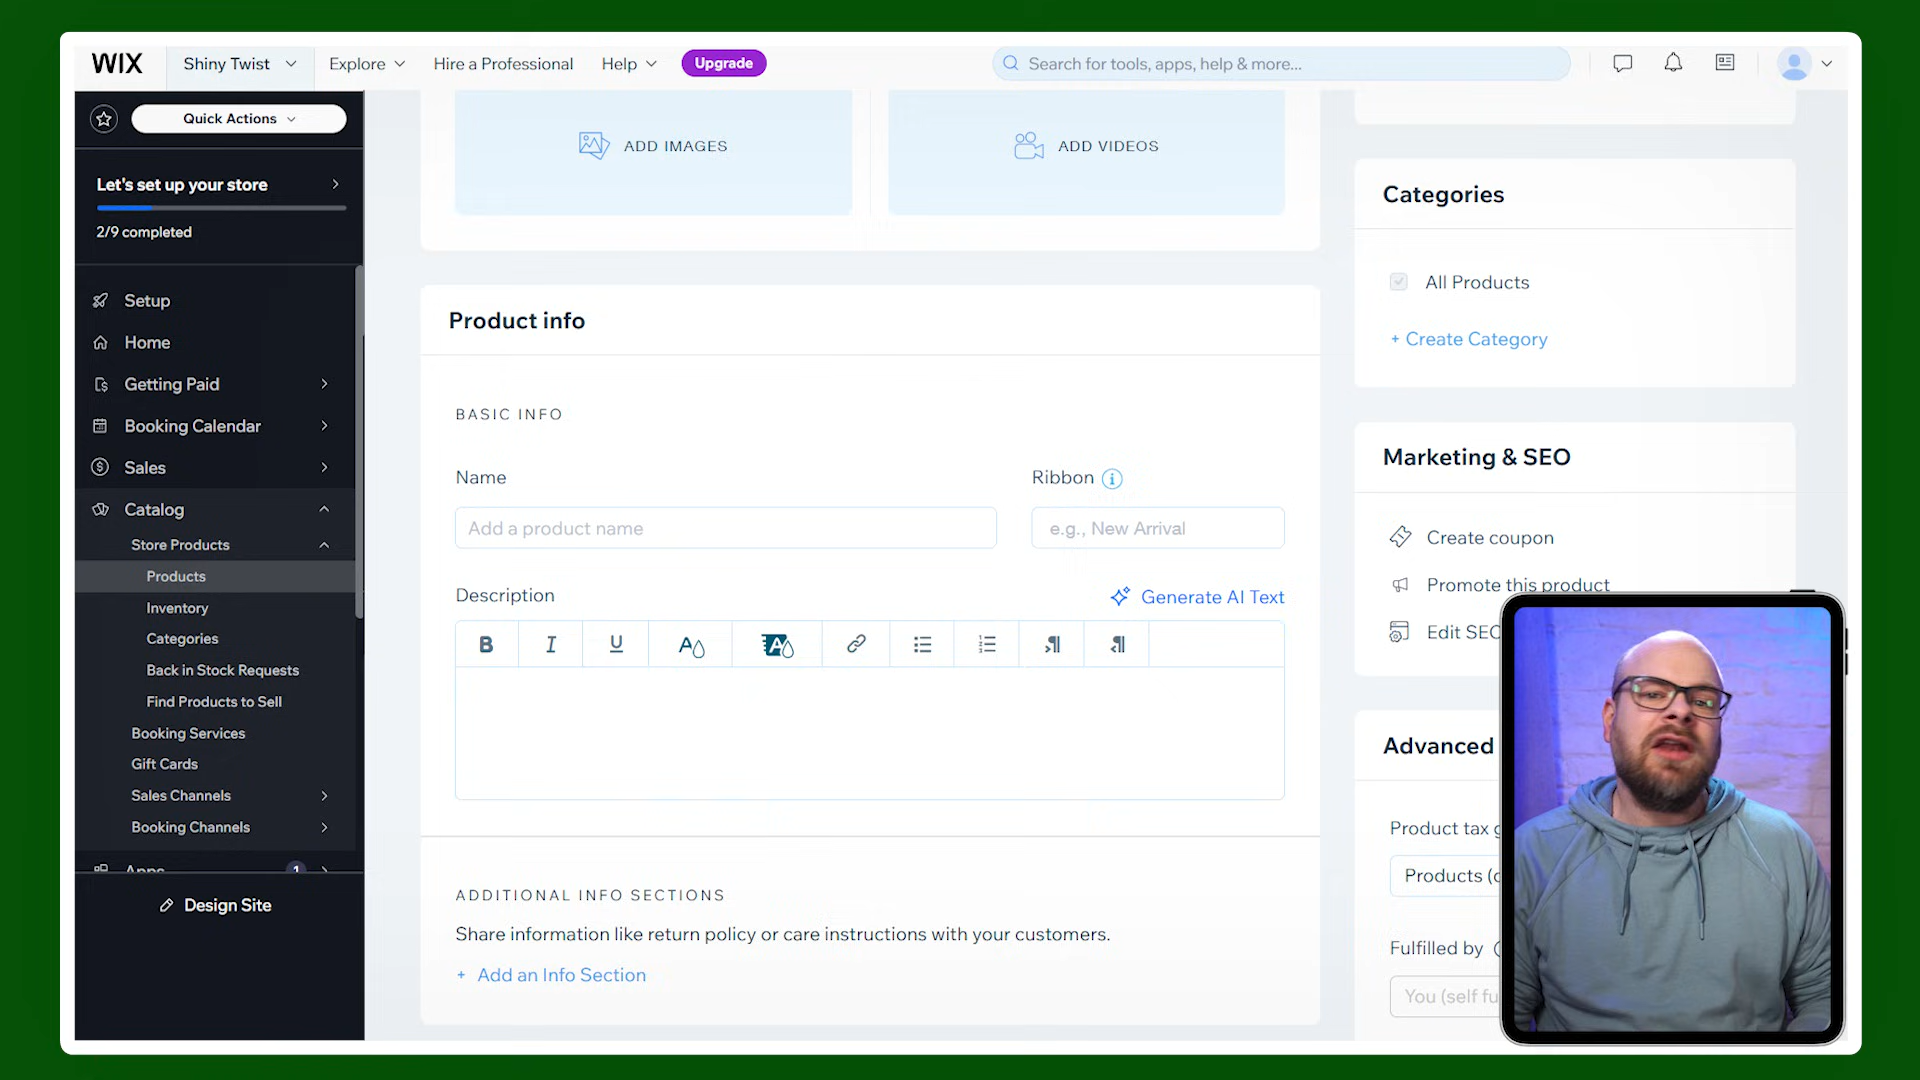 WIX
Shiny Twist
Explore
Hire a Professional
Help
Upgrade
Search for tools, apps, help & more...
Quick Actions
Let's set up your store
2/9 completed
Setup
Home
Getting Paid
Booking Calendar
Sales
Catalog
Store Products
Products
Inventory
Categories
Back in Stock Requests
Find Products to Sell
Booking Services
Gift Cards
Sales Channels
Booking Channels
Apps
1
Design Site
ADD IMAGES
ADD VIDEOS
Product info
BASIC INFO
Name
Ribbon
Add a product name
e.g., New Arrival
Description
Generate AI Text
B I U A A
ADDITIONAL INFO SECTIONS
Share information like return policy or care instructions with your customers.
+ Add an Info Section
Categories
All Products
+ Create Category
Marketing & SEO
Create coupon
Promote this product
Edit SEO
Advanced
Product tax g
Products (
Fulfilled by
You (self fu